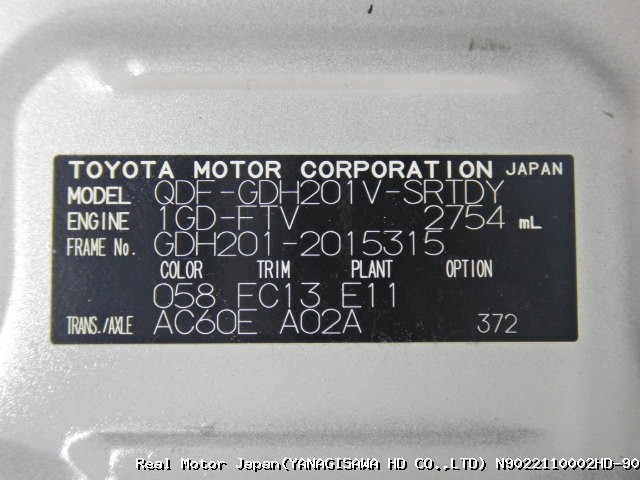 TOYOTA MOTOR CORPORATION JAPAN
MODEL QDF-GDH201V-SRTDY
ENGINE 1GD-FTV 2754 mL
FRAME No. GDH201-2015315
COLOR TRIM PLANT OPTION
058 FC13 E11
TRANS./AXLE AC60E A02A 372
Real Motor Japan(YANAGISAWA HD CO.,LTD) N9022110002HD-90